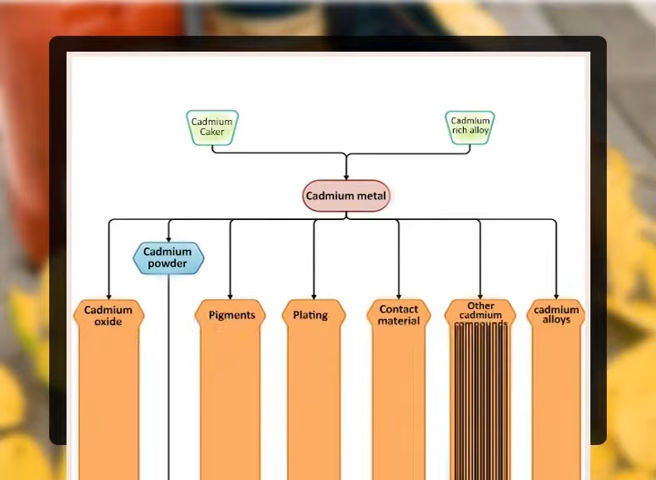 Cadmium
Caker
Cadmium
rich alloy
Cadmium metal
Cadmium
powder
Cadmium
oxide
Pigments
Plating
Contact
material
Other
cadmium
compounds
cadmium
alloys